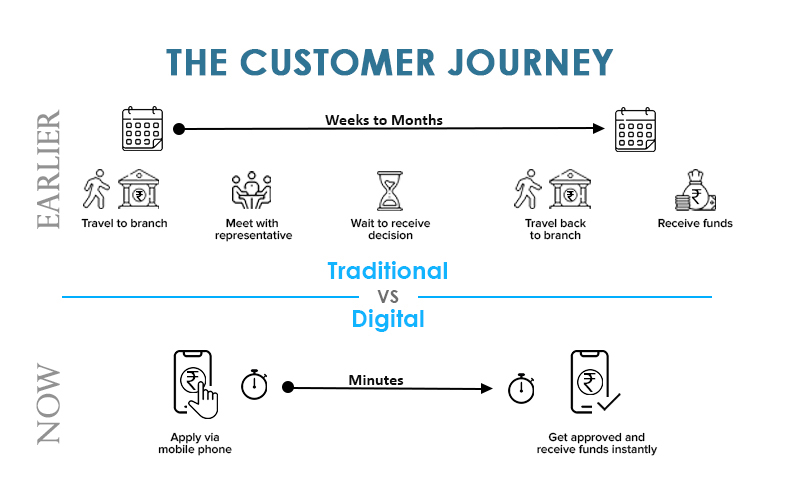 THE CUSTOMER JOURNEY
EARLIER
Weeks to Months
₹
₹
₹
Travel to branch
Meet with
representative
Wait to receive
decision
Travel back
to branch
Receive funds
Traditional
VS
Digital
NOW
₹
Minutes
₹
Apply via
mobile phone
Get approved and
receive funds instantly